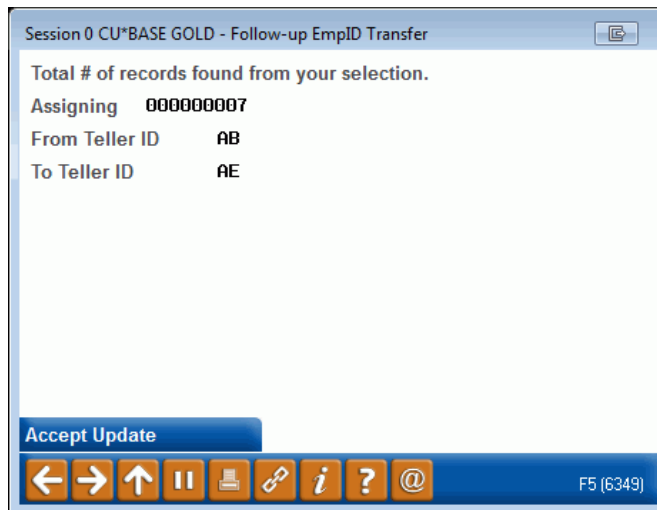 Session 0 CU*BASE GOLD - Follow-up EmpID Transfer
Total # of records found from your selection.
Assigning 000000007
From Teller ID AB
To Teller ID AE
Accept Update
i ? @ F5 (6349)